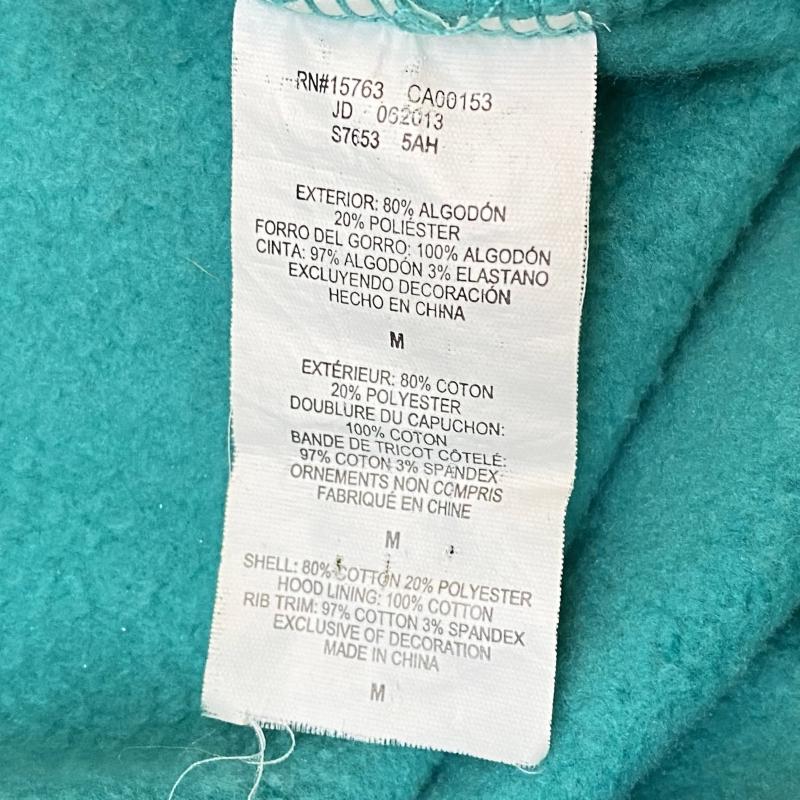 RN#15763 CA00153
JD 062013
S7653 5AH
EXTERIOR: 80% ALGODÓN
20% POLIÉSTER
FORRO DEL GORRO: 100% ALGODÓN
CINTA: 97% ALGODÓN 3% ELASTANO
EXCLUYENDO DECORACIÓN
HECHO EN CHINA
M
EXTÉRIEUR: 80% COTON
20% POLYESTER
DOUBLURE DU CAPUCHON:
100% COTON
BANDE DE TRICOT CÔTELÉ:
97% COTON 3% SPANDEX
ORNEMENTS NON COMPRIS
FABRIQUÉ EN CHINE
M
SHELL: 80% COTTON 20% POLYESTER
HOOD LINING: 100% COTTON
RIB TRIM: 97% COTTON 3% SPANDEX
EXCLUSIVE OF DECORATION
MADE IN CHINA
M